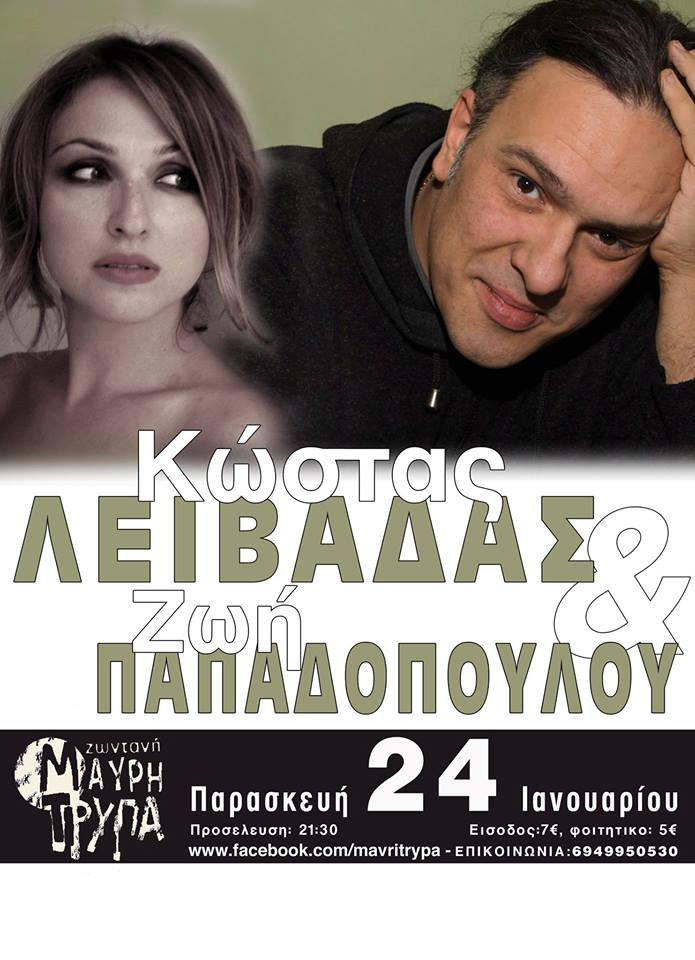 Κώστας
ΛΕΙΒΑΔΑΣ &
Ζωή
ΠΑΠΑΔΟΠΟΥΛΟΥ
ζωντανή
ΜΑΥΡΗ
ΤΡΥΠΑ
Παρασκευή 24 Ιανουαρίου
Προσελευση: 21:30 Εισοδος:7€, φοιτητικο: 5€
www.facebook.com/mavritrypa - ΕΠΙΚΟΙΝΩΝΙΑ:6949950530